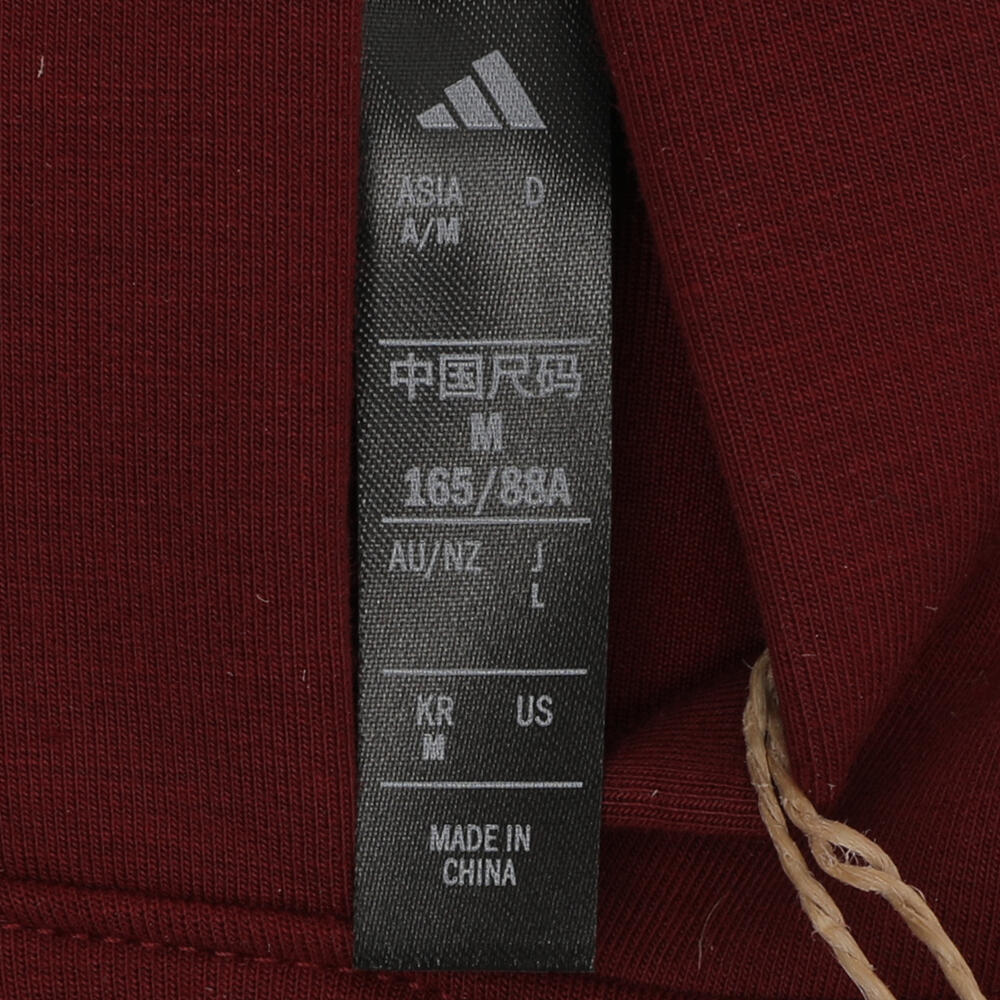 ASIA D
A/M
中国尺码
M
165/88A
AU/NZ J
L
KR US
M
MADE IN
CHINA